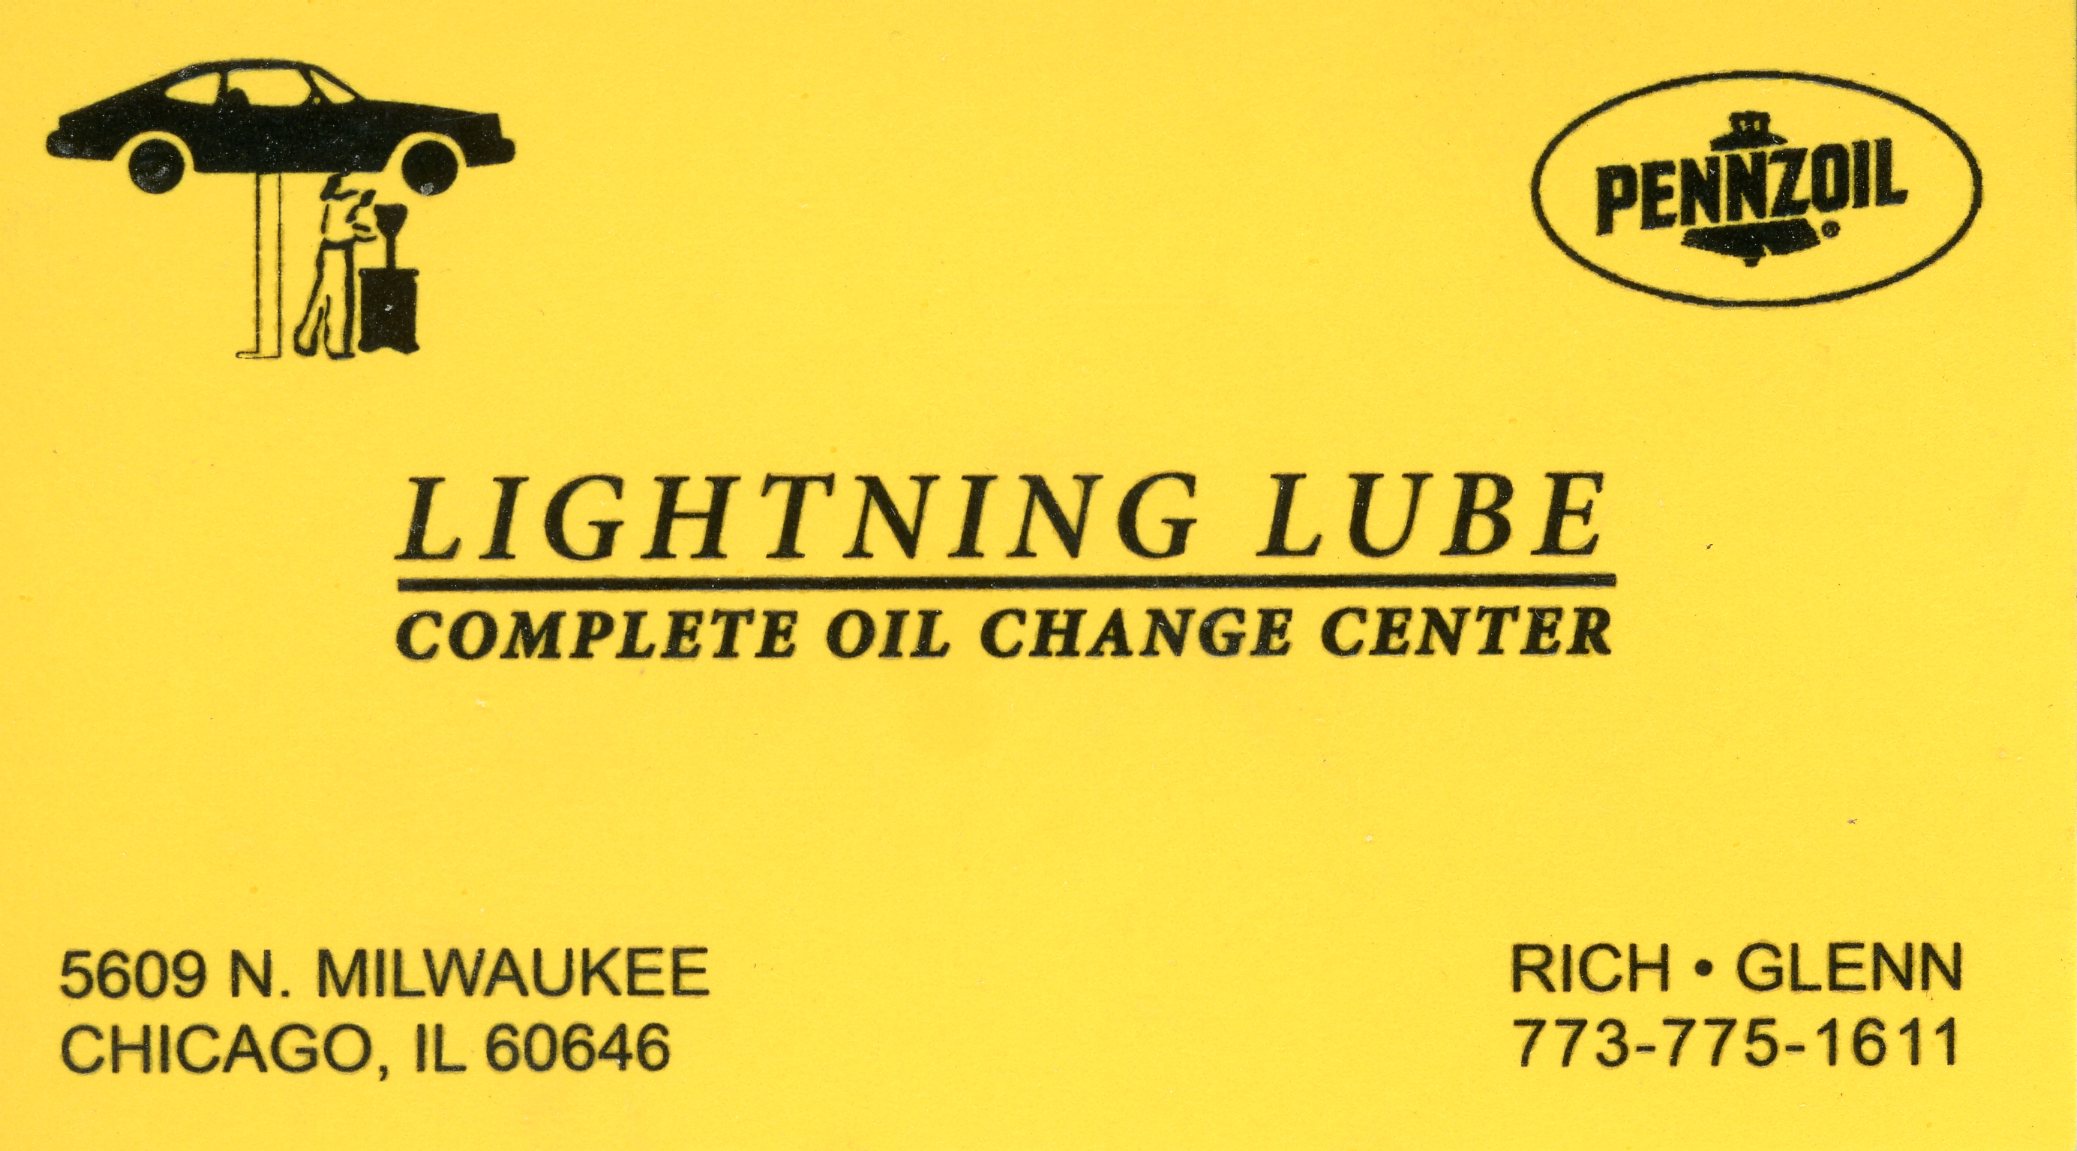 PENNZOIL®
LIGHTNING LUBE
COMPLETE OIL CHANGE CENTER
5609 N. MILWAUKEE
CHICAGO, IL 60646
RICH • GLENN
773-775-1611